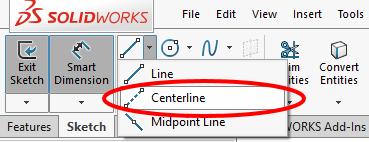 SOLIDWORKS File Edit View Insert Tools
Exit Sketch
Smart Dimension
Convert Entities
Line
Centerline
Midpoint Line
Features Sketch WORKS Add-Ins